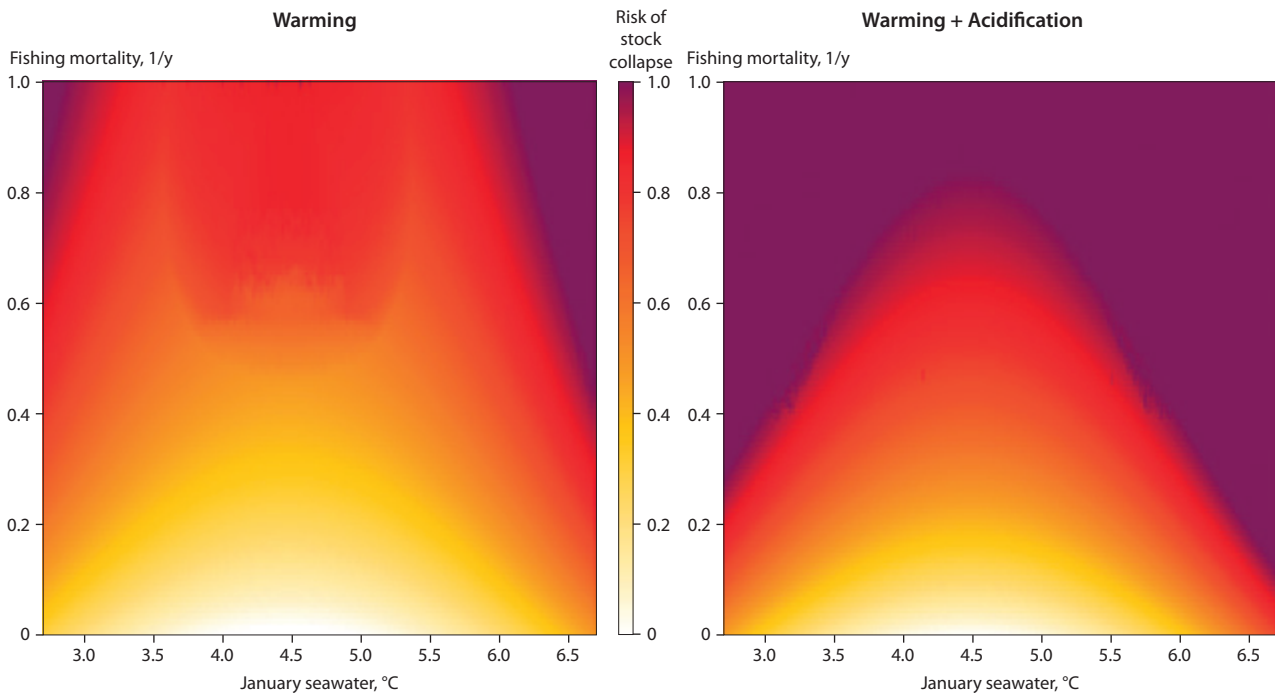 Warming
Fishing mortality, 1/y
1.0
0.8
0.6
0.4
0.2
0
3.0 3.5 4.0 4.5 5.0 5.5 6.0 6.5
January seawater, °C
Risk of
stock
collapse
1.0
0.8
0.6
0.4
0.2
0
Warming + Acidification
Fishing mortality, 1/y
1.0
0.8
0.6
0.4
0.2
0
3.0 3.5 4.0 4.5 5.0 5.5 6.0 6.5
January seawater, °C